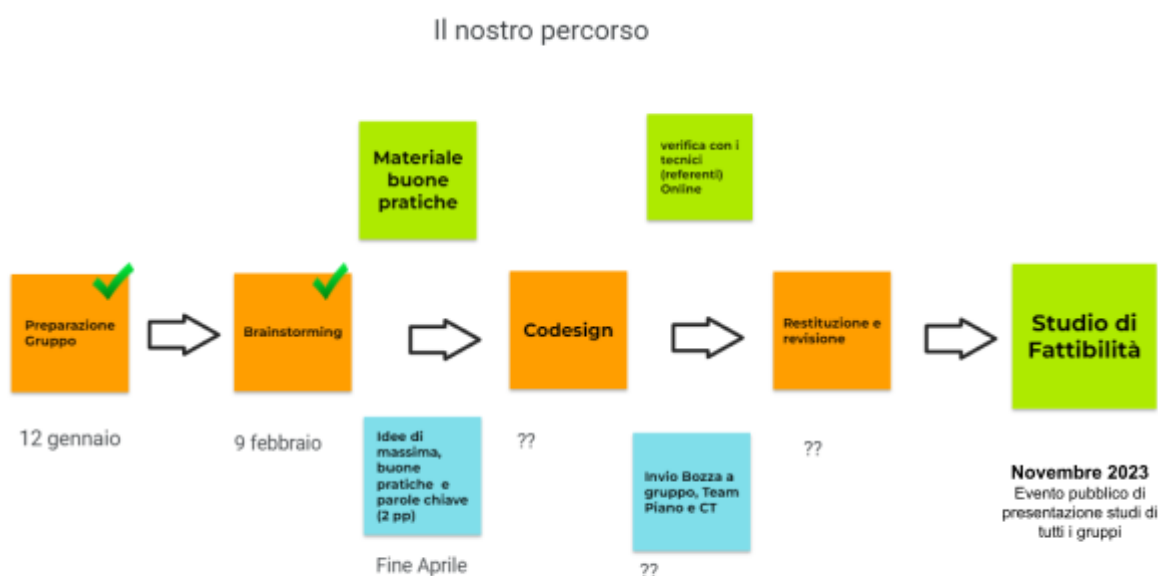 Il nostro percorso
Materiale
buone
pratiche
verifica con i
tecnici
(referenti)
Online
Preparazione
Gruppo
Brainstorming
Codesign
Restituzione e
revisione
Studio di
Fattibilità
12 gennaio
9 febbraio
Idee di
massima,
buone
pratiche e
parole chiave
(2 pp)
Fine Aprile
??
Invio Bozza a
gruppo, Team
Piano e CT
??
??
Novembre 2023
Evento pubblico di
presentazione studi di
tutti i gruppi